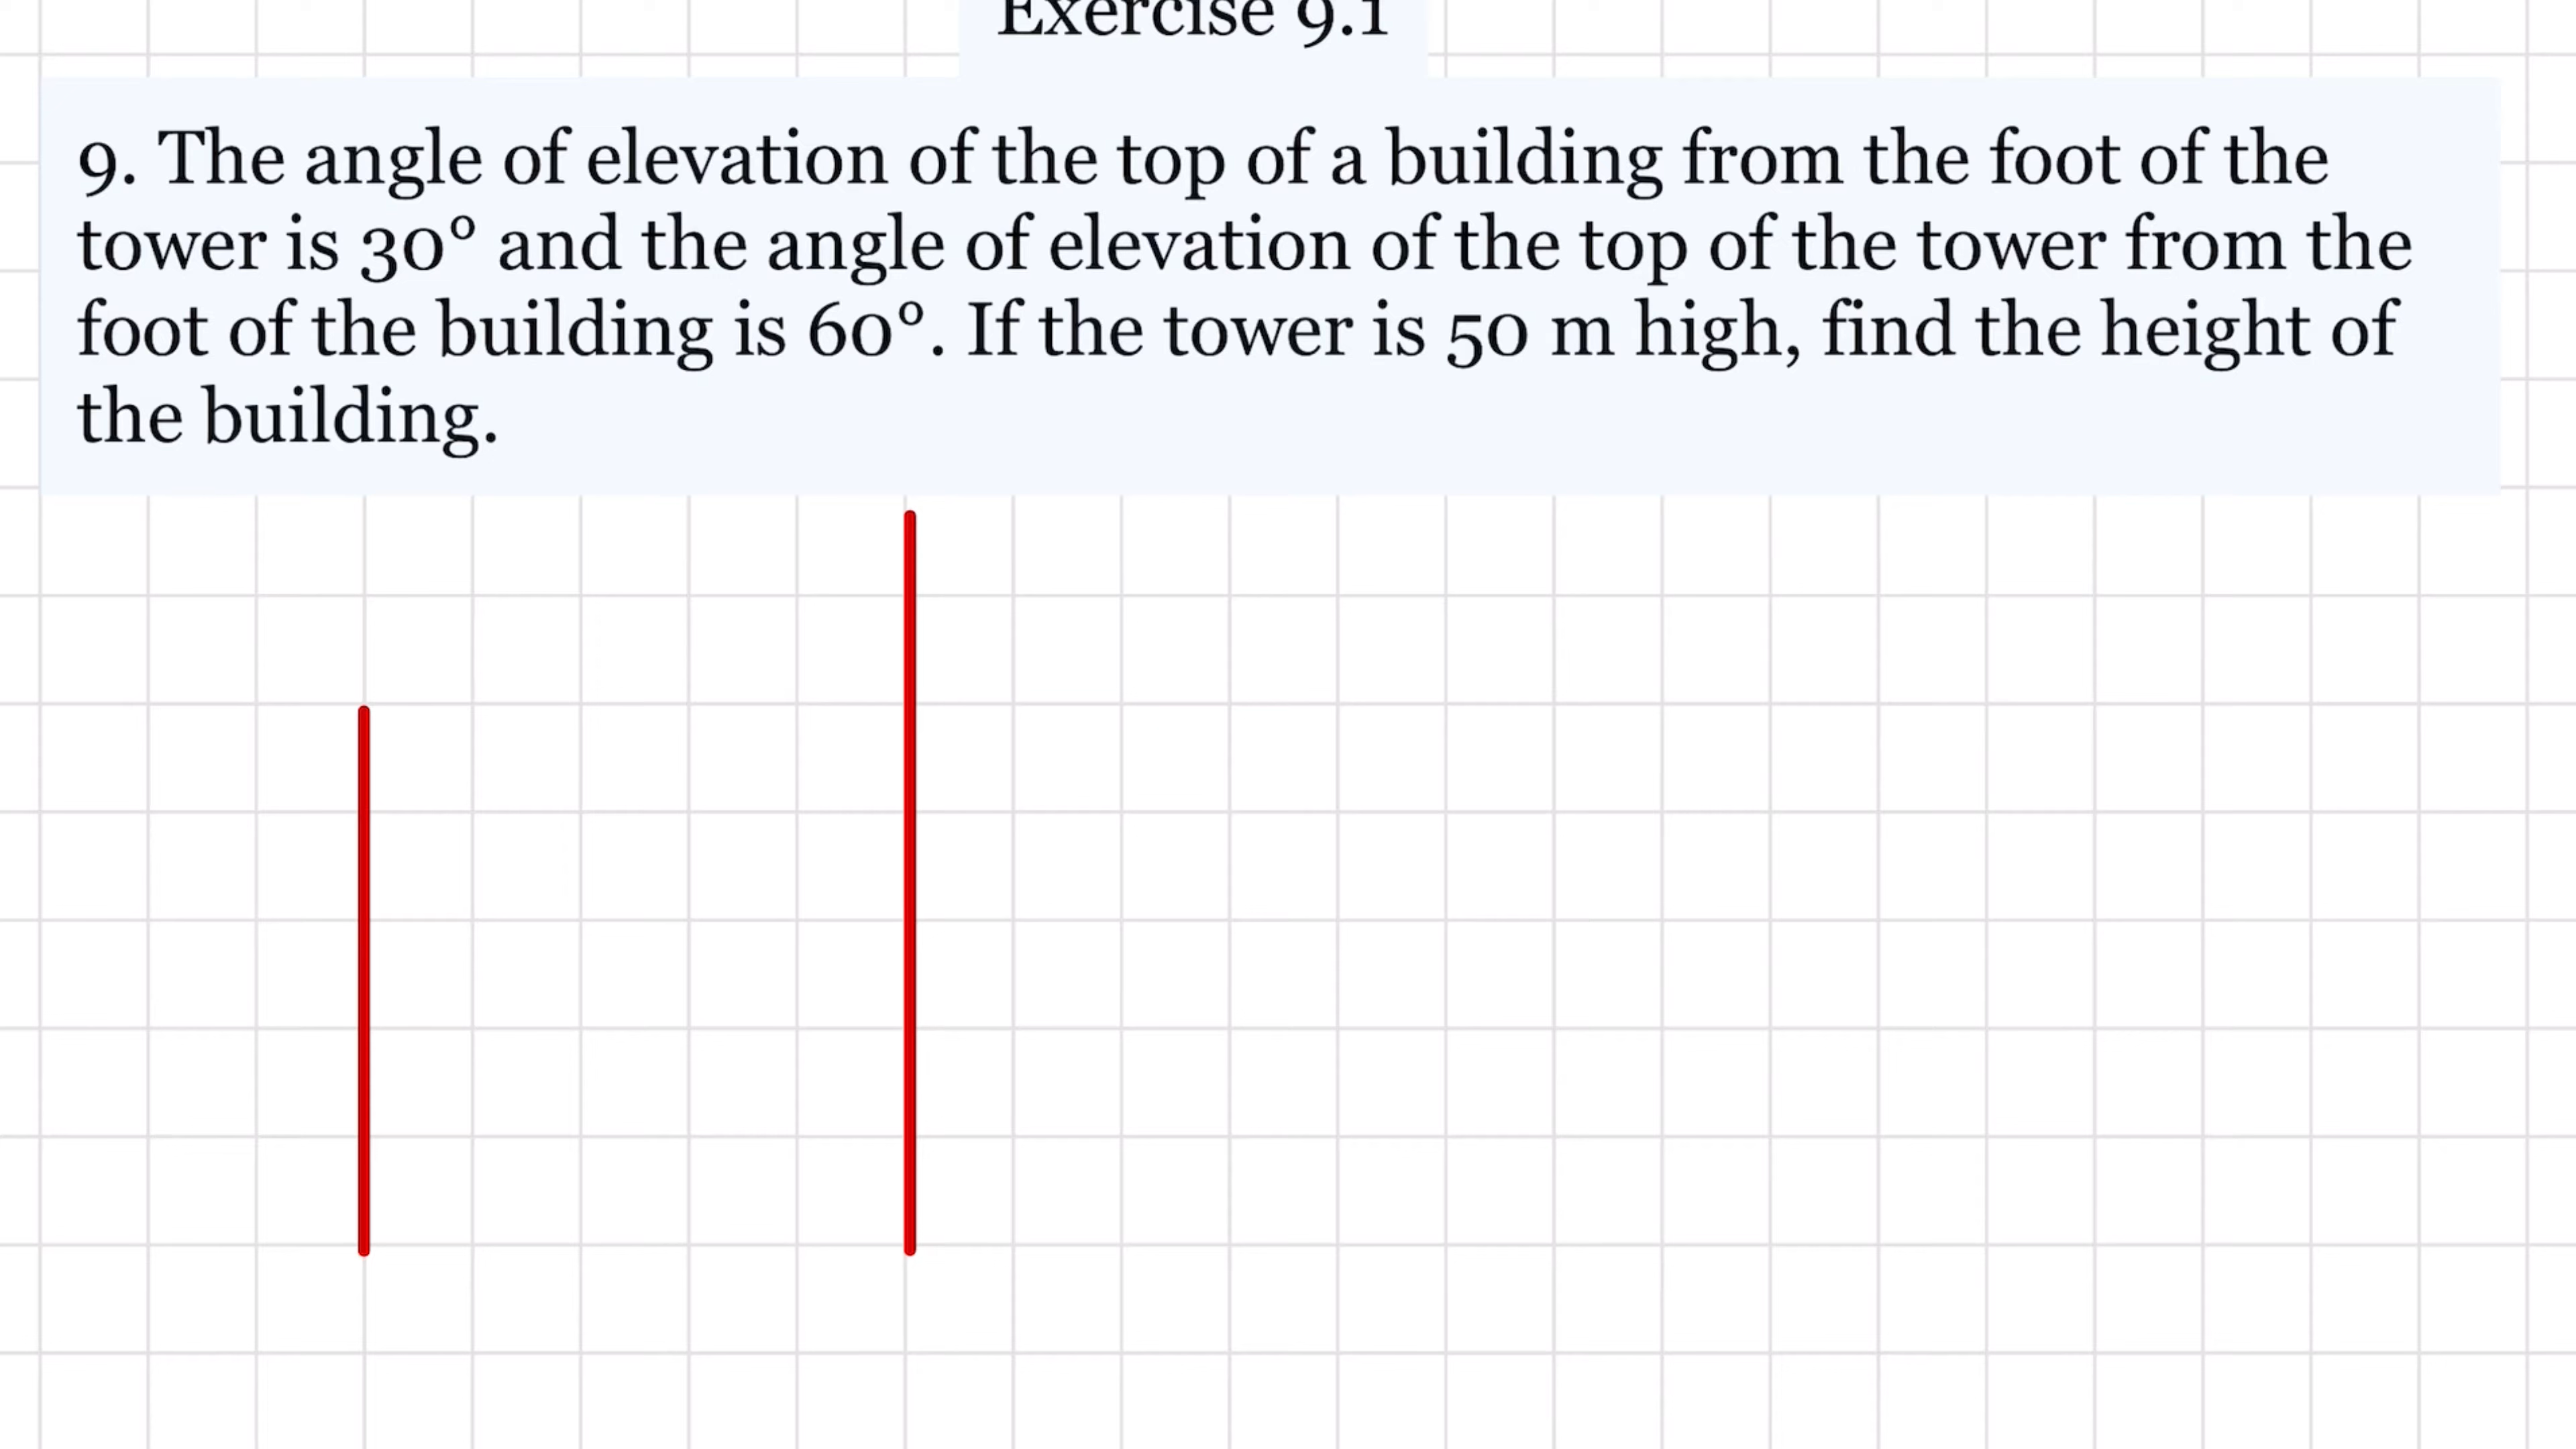 Exercise 9.1
9. The angle of elevation of the top of a building from the foot of the
tower is 30° and the angle of elevation of the top of the tower from the
foot of the building is 60°. If the tower is 50 m high, find the height of
the building.